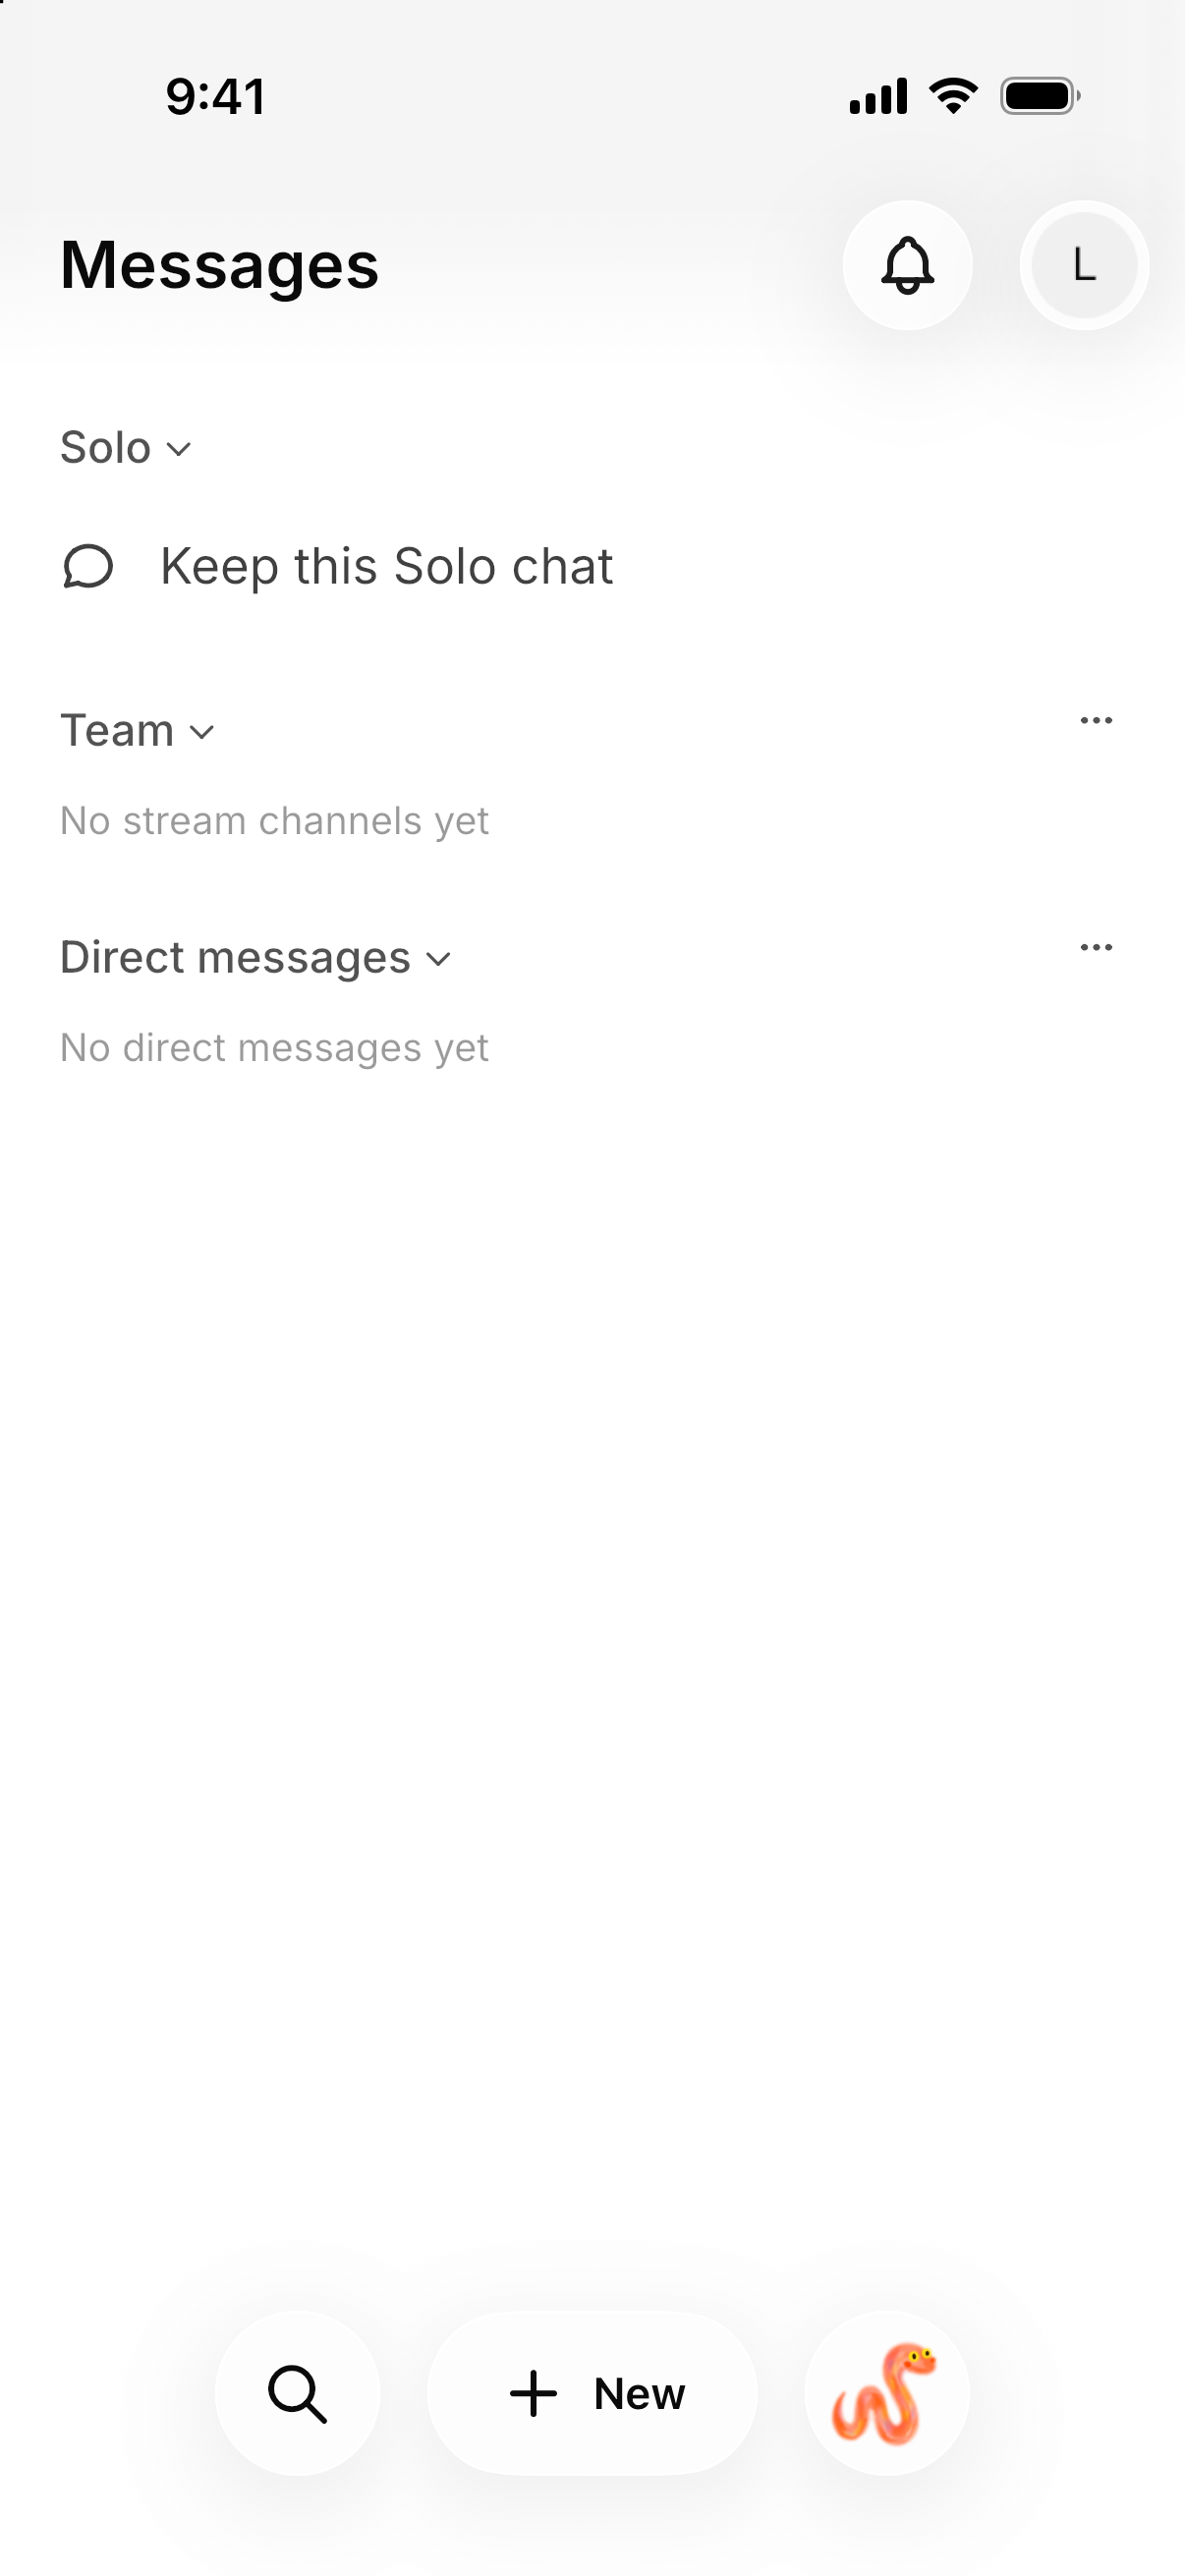 9:41
Messages
L
Solo
Keep this Solo chat
Team
No stream channels yet
Direct messages
No direct messages yet
New